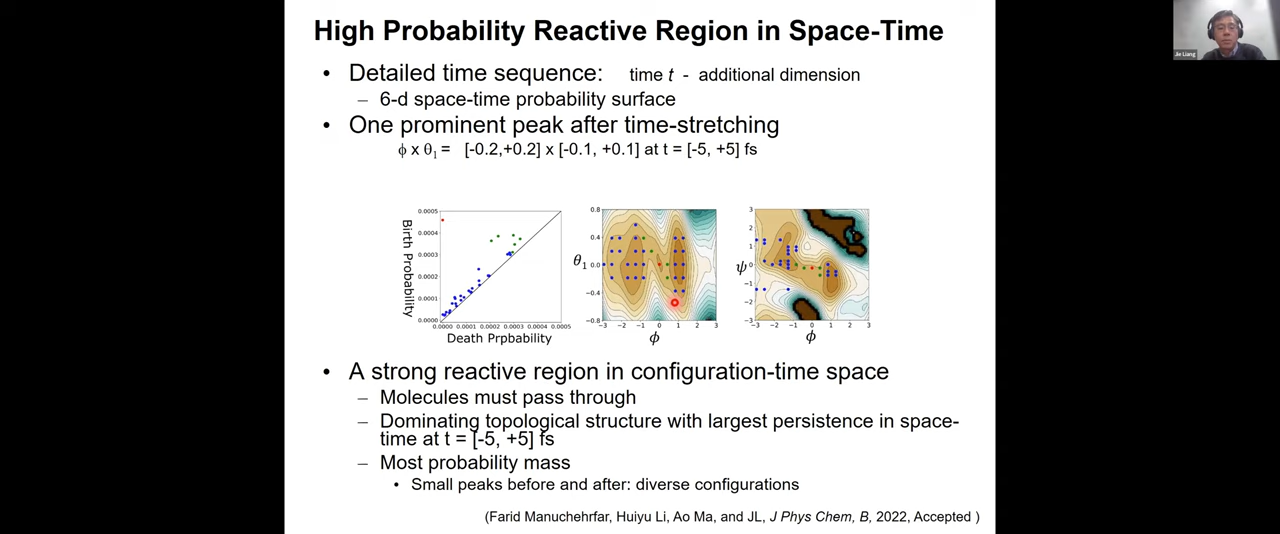 High Probability Reactive Region in Space-Time
Jie Liang
• Detailed time sequence: time t - additional dimension
– 6-d space-time probability surface
• One prominent peak after time-stretching
ϕ x θ1 = [-0.2,+0.2] x [-0.1, +0.1] at t = [-5, +5] fs
Birth Probability
0.0005
0.0004
0.0003
0.0002
0.0001
0.0000
0.0000 0.0001 0.0002 0.0003 0.0004 0.0005
Death Prpbability
θ1
0.8
0.4
0.0
−0.4
−0.8
−3 −2 −1 0 1 2 3
ϕ
ψ
3
2
1
0
−1
−2
−3
−3 −2 −1 0 1 2 3
ϕ
• A strong reactive region in configuration-time space
– Molecules must pass through
– Dominating topological structure with largest persistence in space-
time at t = [-5, +5] fs
– Most probability mass
• Small peaks before and after: diverse configurations
(Farid Manuchehrfar, Huiyu Li, Ao Ma, and JL, J Phys Chem, B, 2022, Accepted )